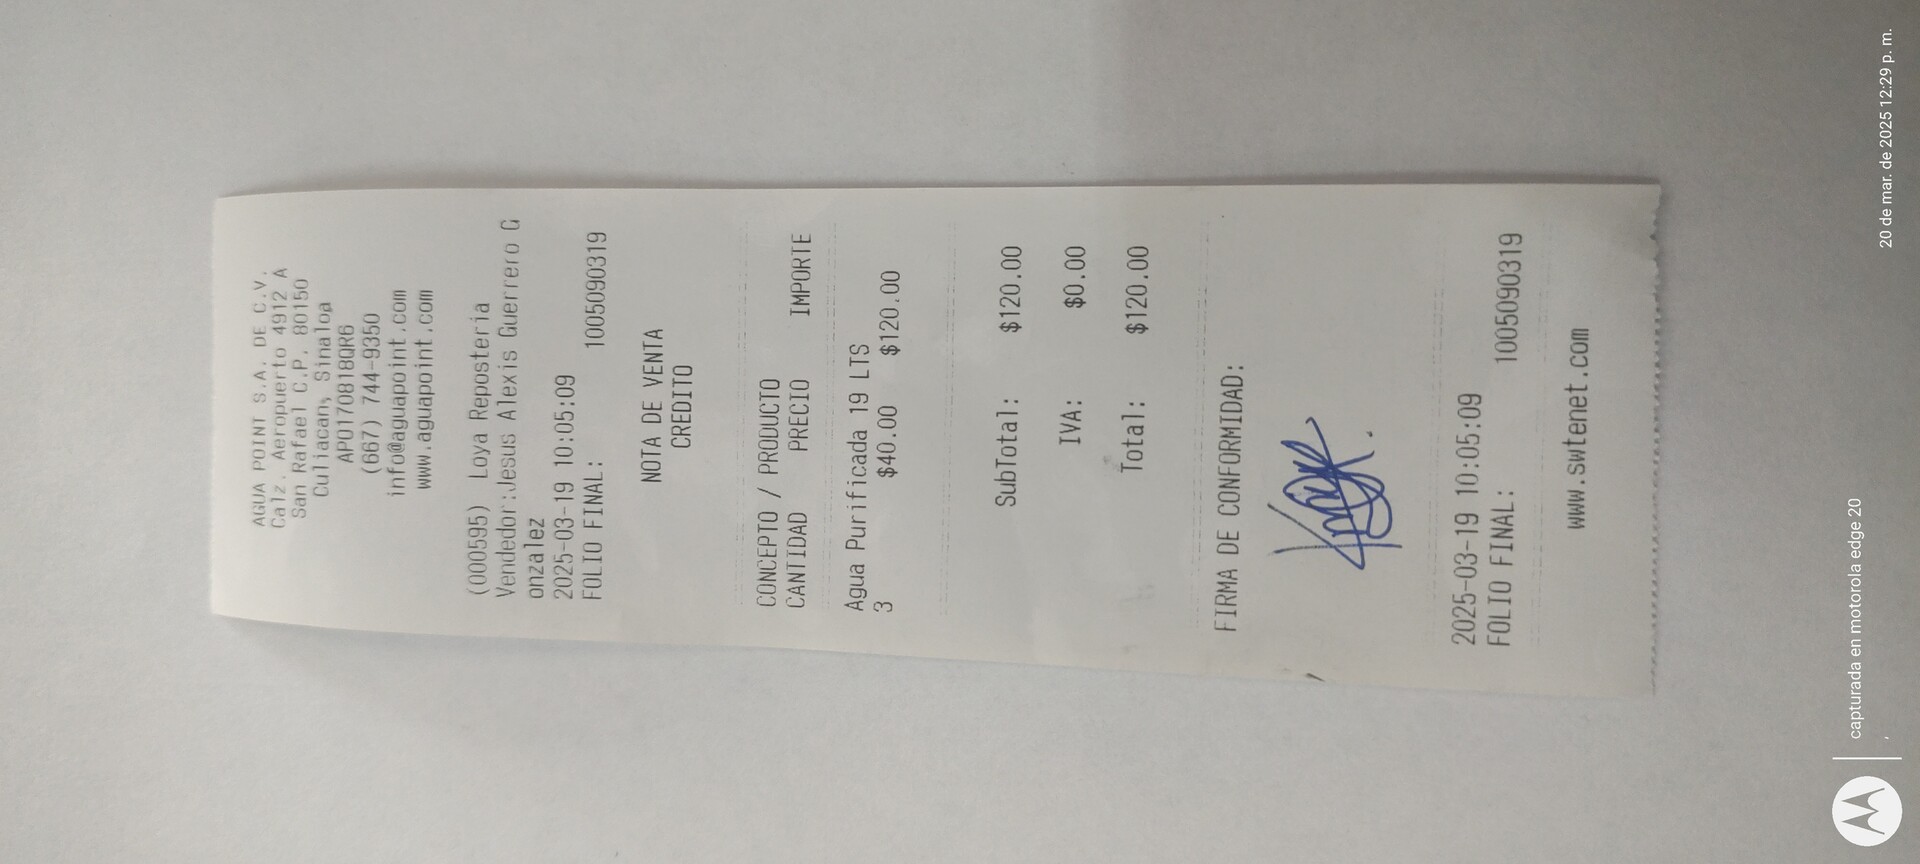 AGUA POINT S.A. DE C.V.
Calz. Aeropuerto 4912 A
San Rafael C.P. 80150
Culiacan, Sinaloa
APO170818QR6
(667) 744-9350
info@aguapoint.com
www.aguapoint.com
(000595) Loya Reposteria
Vendedor:Jesus Alexis Guerrero G
onzalez
2025-03-19 10:05:09
FOLIO FINAL: 1005090319
NOTA DE VENTA
CREDITO
CONCEPTO / PRODUCTO
CANTIDAD PRECIO IMPORTE
Agua Purificada 19 LTS
3 $40.00 $120.00
SubTotal: $120.00
IVA: $0.00
Total: $120.00
FIRMA DE CONFORMIDAD:
2025-03-19 10:05:09
FOLIO FINAL: 1005090319
www.swtenet.com
capturada en motorola edge 20
, 20 de mar. de 2025 12:29 p. m.